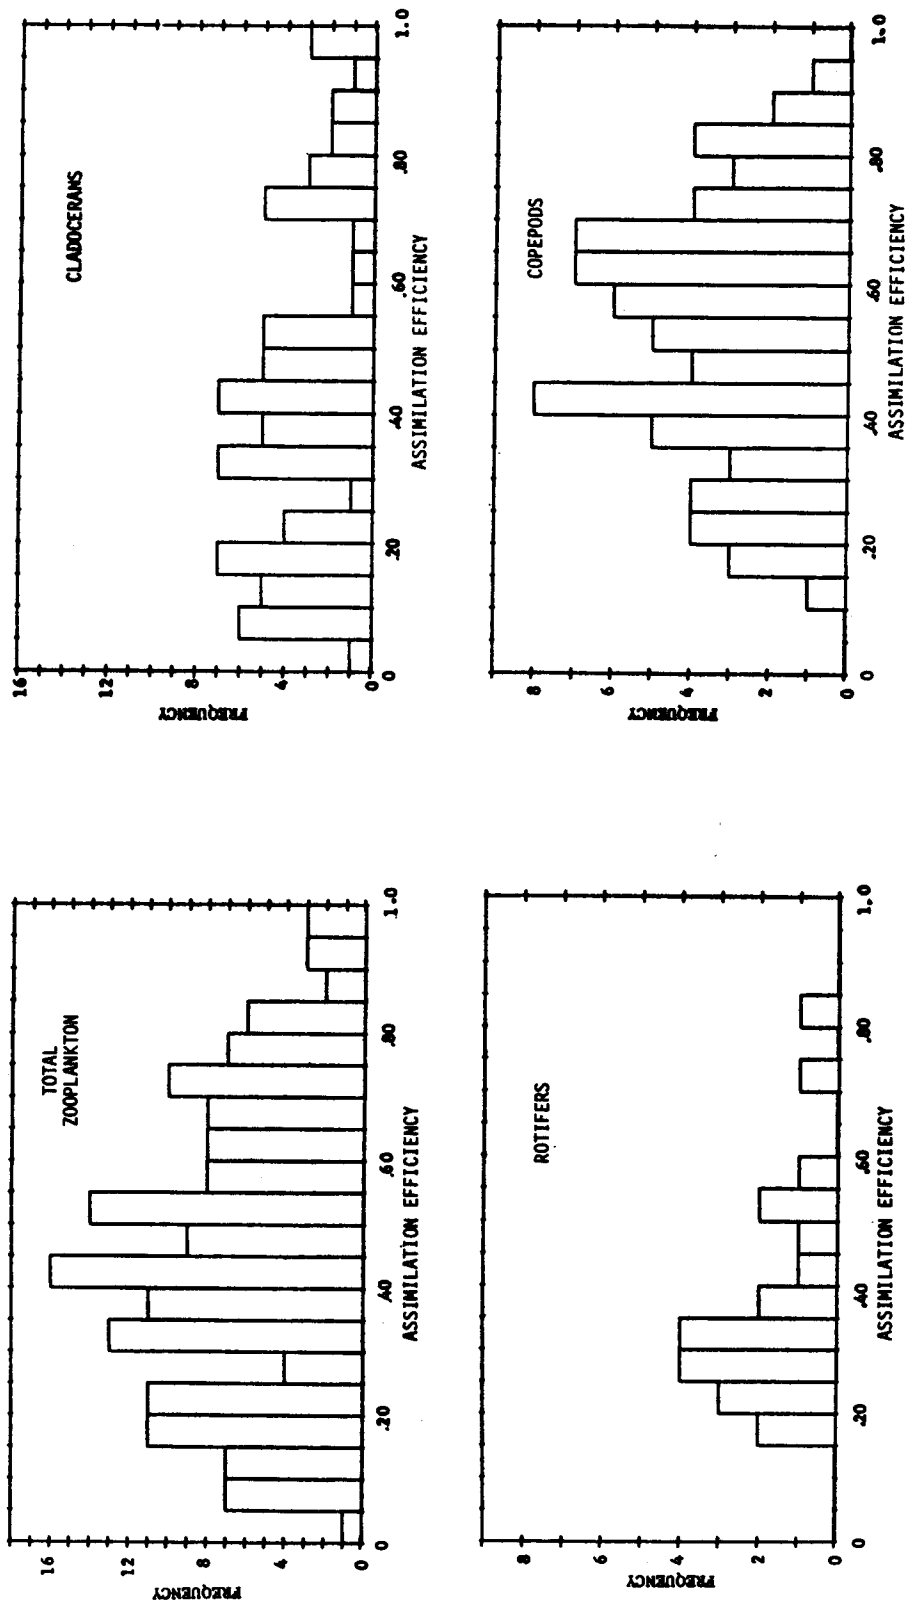 TOTAL
ZOOPLANKTON
FREQUENCY
16
12
8
4
0
0 .20 .40 .60 .80 1.0
ASSIMILATION EFFICIENCY
CLADOCERANS
FREQUENCY
16
12
8
4
0
0 .20 .40 .60 .80 1.0
ASSIMILATION EFFICIENCY
ROTIFERS
FREQUENCY
8
6
4
2
0
0 .20 .40 .60 .80 1.0
ASSIMILATION EFFICIENCY
COPEPODS
FREQUENCY
8
6
4
2
0
0 .20 .40 .60 .80 1.0
ASSIMILATION EFFICIENCY